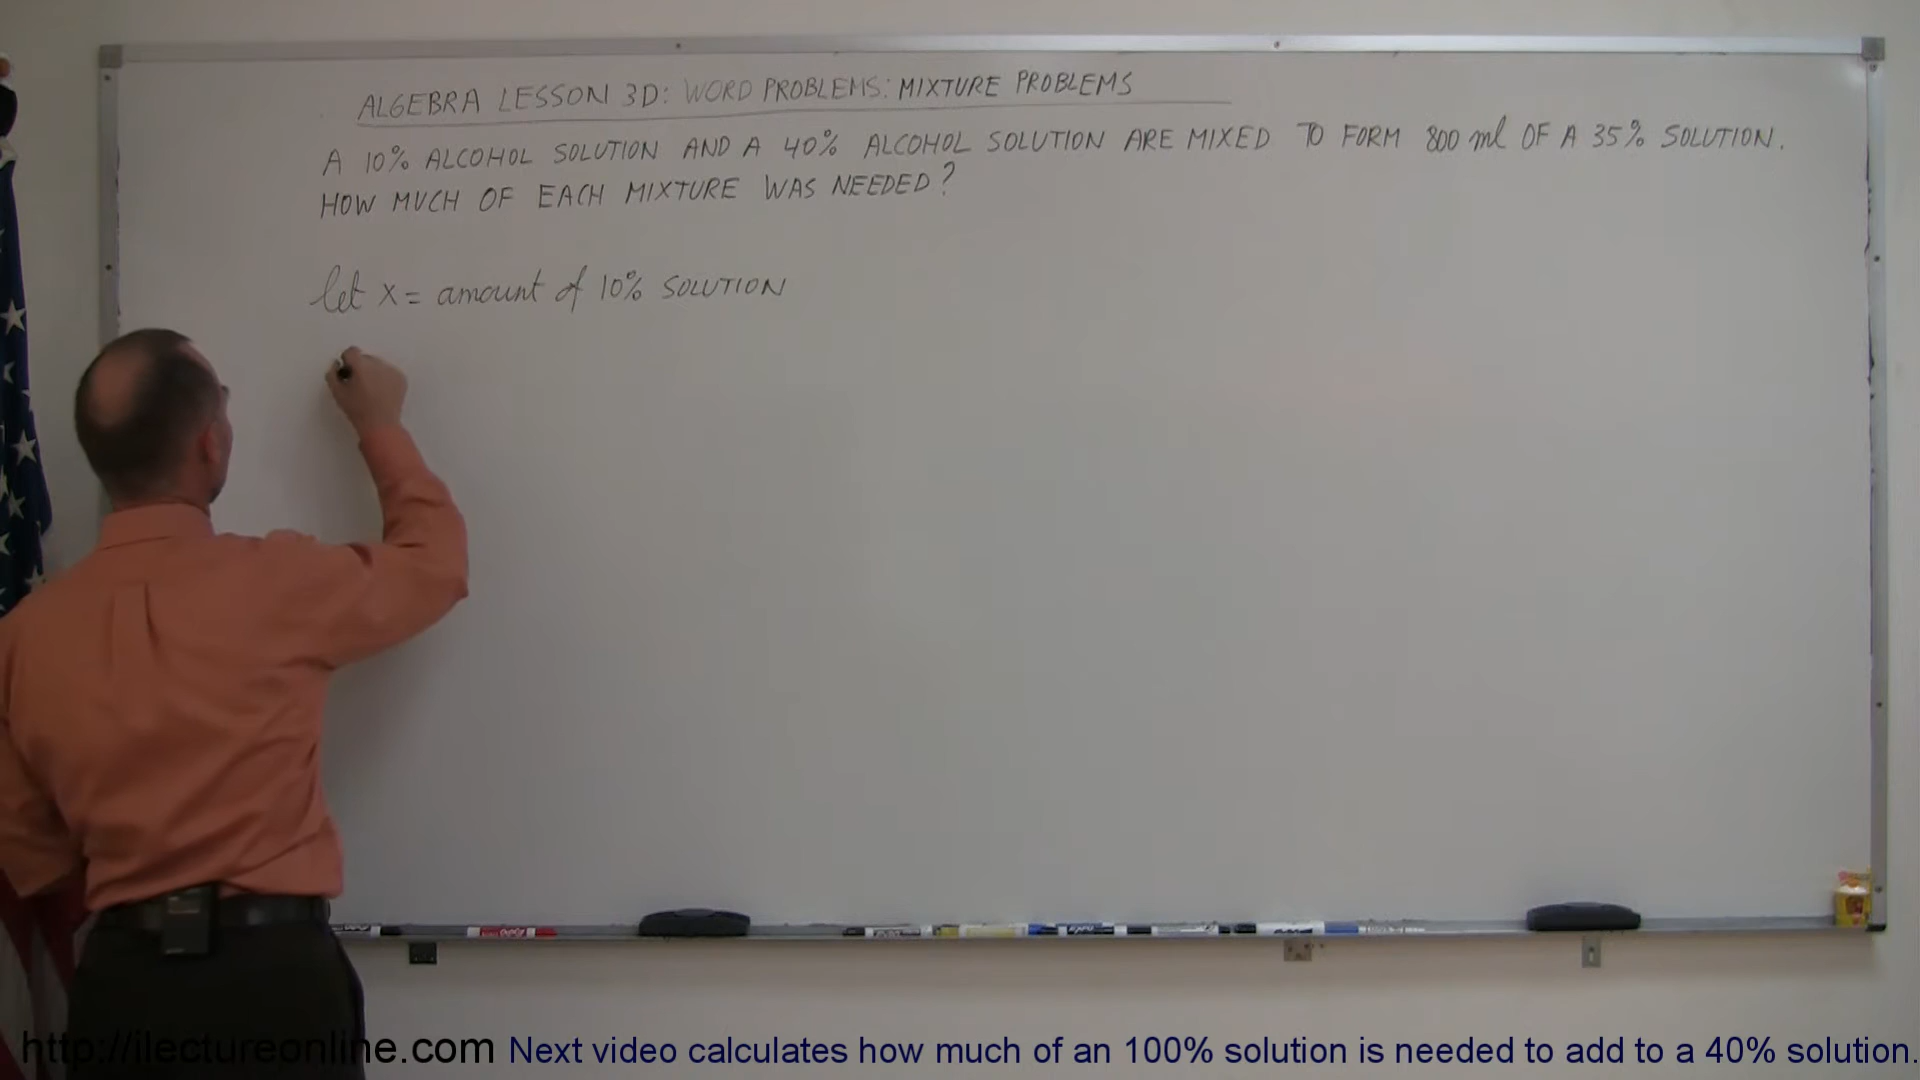 ALGEBRA LESSON 3D: WORD PROBLEMS: MIXTURE PROBLEMS
A 10% ALCOHOL SOLUTION AND A 40% ALCOHOL SOLUTION ARE MIXED TO FORM 800 ml OF A 35% SOLUTION.
HOW MUCH OF EACH MIXTURE WAS NEEDED?
let x = amount of 10% SOLUTION
http://ilectureonline.com Next video calculates how much of an 100% solution is needed to add to a 40% solution.